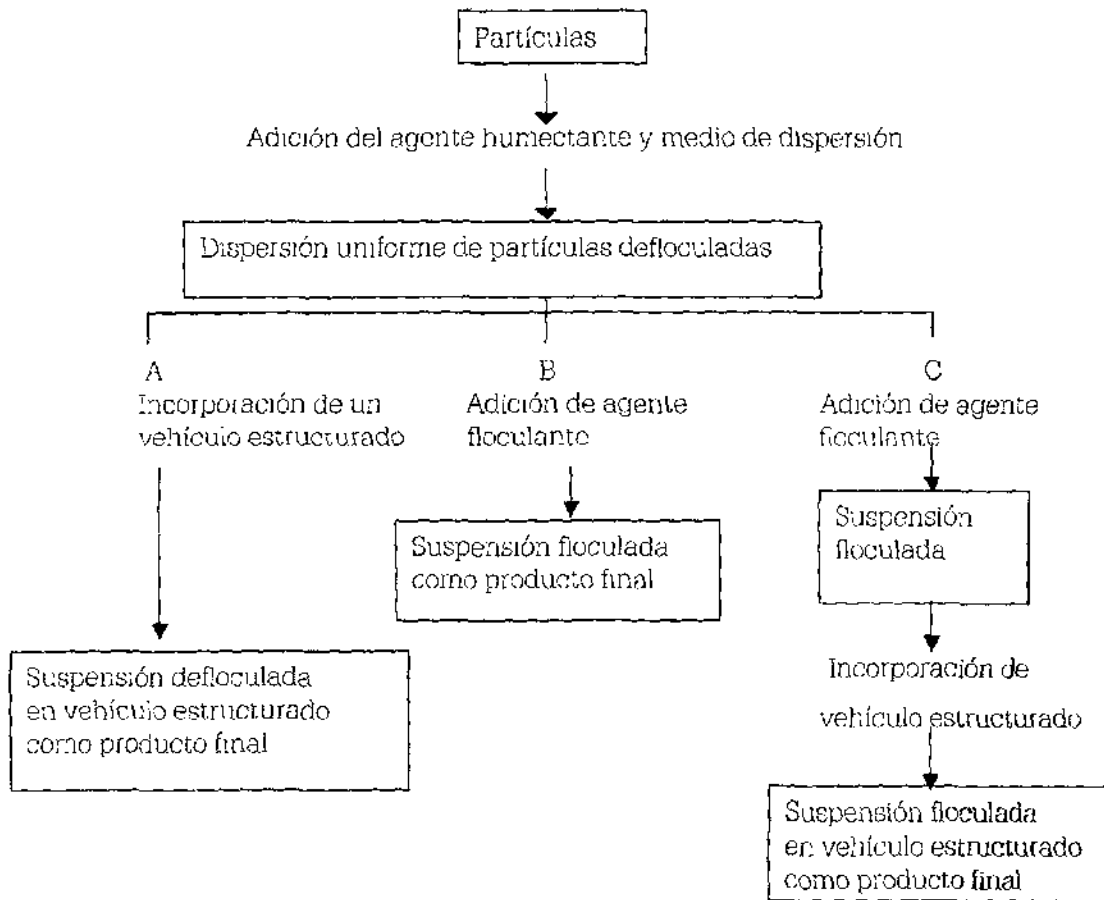 Partículas
Adición del agente humectante y medio de dispersión
Dispersión uniforme de partículas defloculadas
A
Incorporación de un
vehículo estructurado
B
Adición de agente
floculante
C
Adición de agente
floculante
Suspensión floculada
como producto final
Suspensión
floculada
Suspensión defloculada
en vehículo estructurado
como producto final
Incorporación de
vehículo estructurado
Suspensión floculada
en vehículo estructurado
como producto final